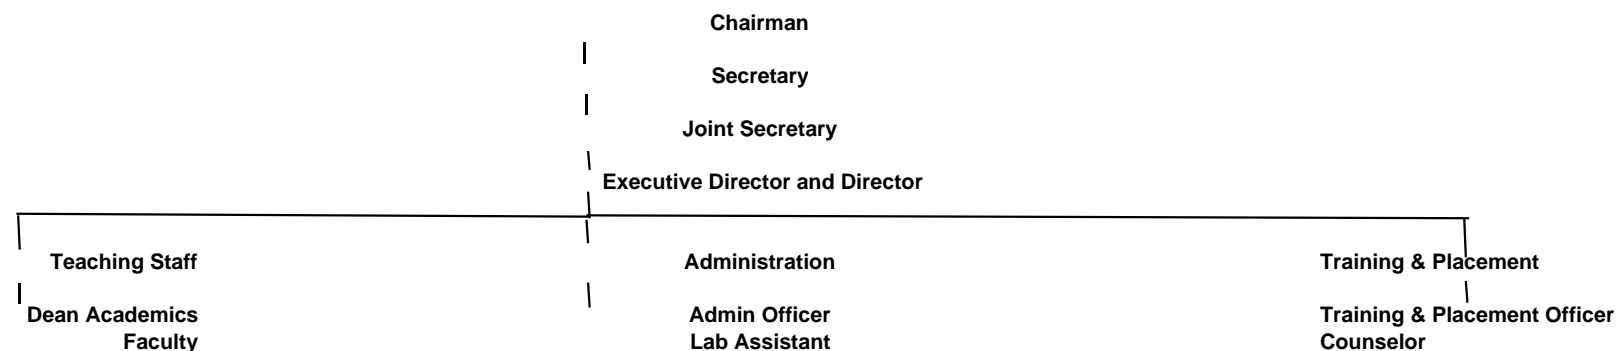 Chairman
Secretary
Joint Secretary
Executive Director and Director
Teaching Staff Administration Training & Placement
Dean Academics Admin Officer Training & Placement Officer
Faculty Lab Assistant Counselor